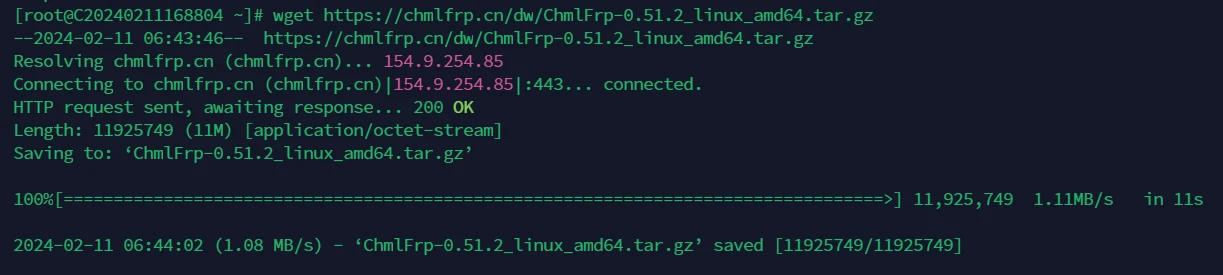 [root@C20240211168804 ~]# wget https://chmlfrp.cn/dw/ChmlFrp-0.51.2_linux_amd64.tar.gz
--2024-02-11 06:43:46--  https://chmlfrp.cn/dw/ChmlFrp-0.51.2_linux_amd64.tar.gz
Resolving chmlfrp.cn (chmlfrp.cn)... 154.9.254.85
Connecting to chmlfrp.cn (chmlfrp.cn)|154.9.254.85|:443... connected.
HTTP request sent, awaiting response... 200 OK
Length: 11925749 (11M) [application/octet-stream]
Saving to: ‘ChmlFrp-0.51.2_linux_amd64.tar.gz’
100%[==================================================================================>] 11,925,749  1.11MB/s   in 11s
2024-02-11 06:44:02 (1.08 MB/s) - ‘ChmlFrp-0.51.2_linux_amd64.tar.gz’ saved [11925749/11925749]